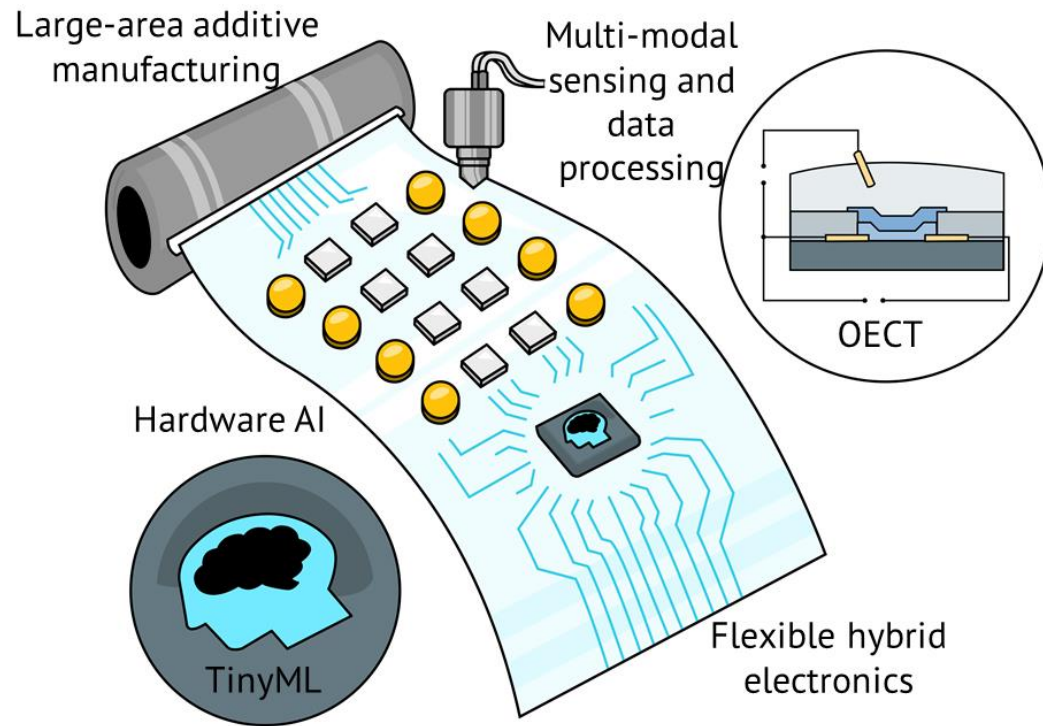 Large-area additive
manufacturing
Multi-modal
sensing and
data
processing
OECT
Hardware AI
TinyML
Flexible hybrid
electronics